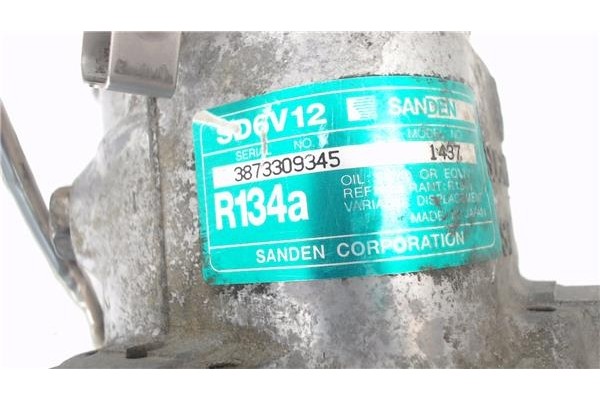 SD6V12 SANDEN
SERIAL NO. MODEL NO.
3873309345 1437
R134a
OIL: OR EQUIV
REFRIGERANT: R134a
VARIABLE DISPLACEMENT
MADE IN JAPAN
SANDEN CORPORATION